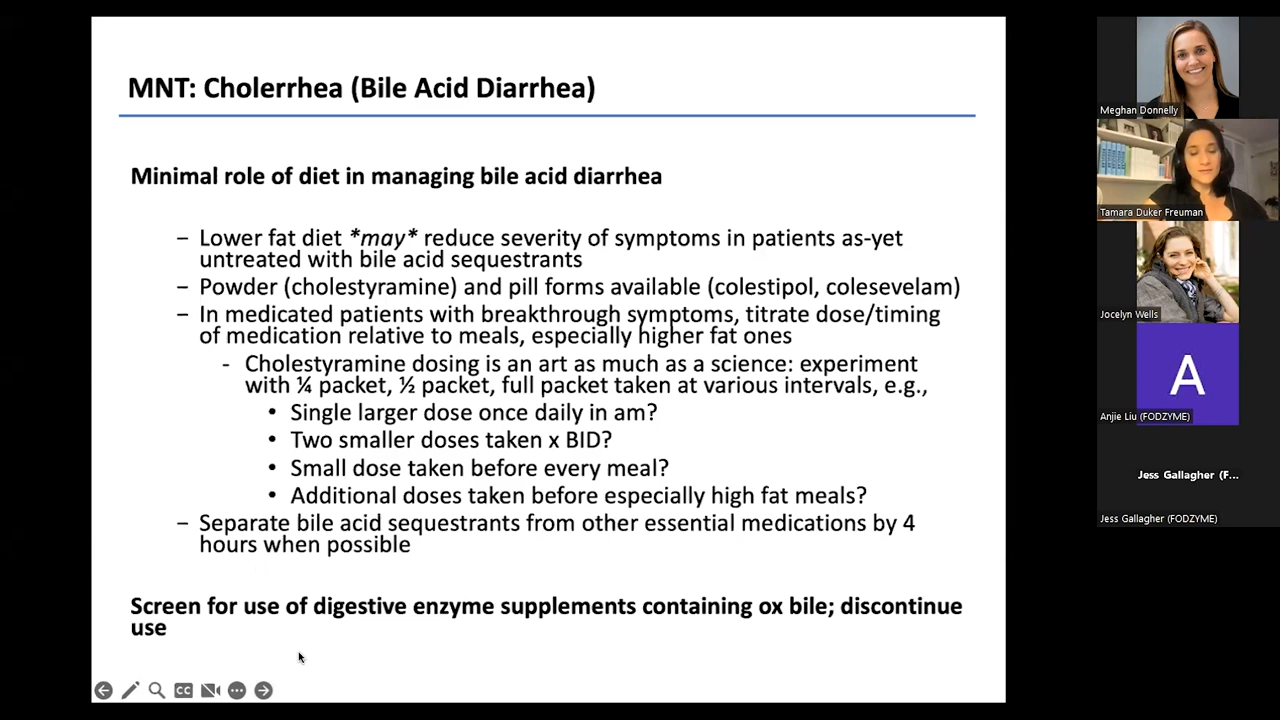 MNT: Cholerrhea (Bile Acid Diarrhea)
Minimal role of diet in managing bile acid diarrhea
– Lower fat diet *may* reduce severity of symptoms in patients as-yet
untreated with bile acid sequestrants
– Powder (cholestyramine) and pill forms available (colestipol, colesevelam)
– In medicated patients with breakthrough symptoms, titrate dose/timing
of medication relative to meals, especially higher fat ones
- Cholestyramine dosing is an art as much as a science: experiment
with ¼ packet, ½ packet, full packet taken at various intervals, e.g.,
• Single larger dose once daily in am?
• Two smaller doses taken x BID?
• Small dose taken before every meal?
• Additional doses taken before especially high fat meals?
– Separate bile acid sequestrants from other essential medications by 4
hours when possible
Screen for use of digestive enzyme supplements containing ox bile; discontinue
use
CC
Meghan Donnelly
Tamara Duker Freuman
Jocelyn Wells
A
Anjie Liu (FODZYME)
Jess Gallagher (F...
Jess Gallagher (FODZYME)